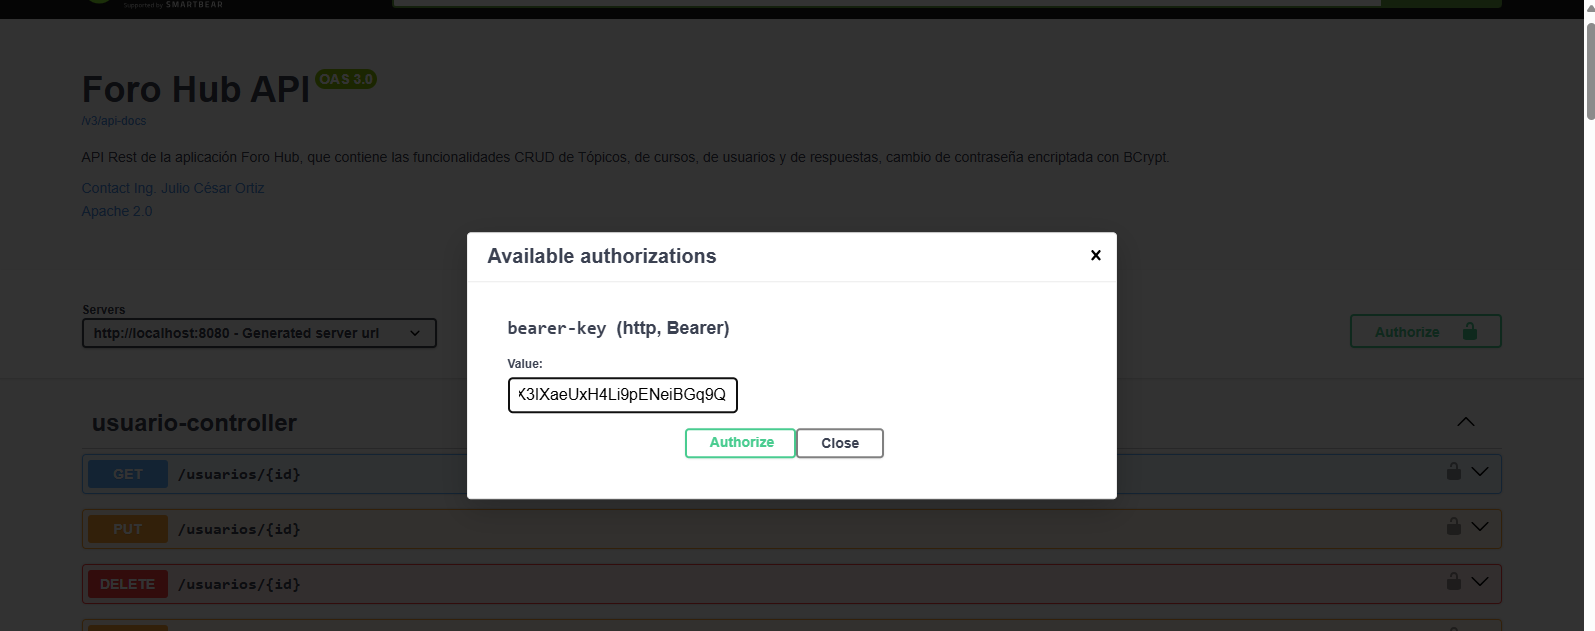 Supported by SMARTBEAR
Foro Hub API OAS 3.0
/v3/api-docs
API Rest de la aplicación Foro Hub, que contiene las funcionalidades CRUD de Tópicos, de cursos, de usuarios y de respuestas, cambio de contraseña encriptada con BCrypt.
Contact Ing. Julio César Ortiz
Apache 2.0
Available authorizations
bearer-key (http, Bearer)
Value:
X3IXaeUxH4Li9pENeiBGq9Q
Authorize Close
Servers
http://localhost:8080 - Generated server url
Authorize
usuario-controller
GET /usuarios/{id}
PUT /usuarios/{id}
DELETE /usuarios/{id}